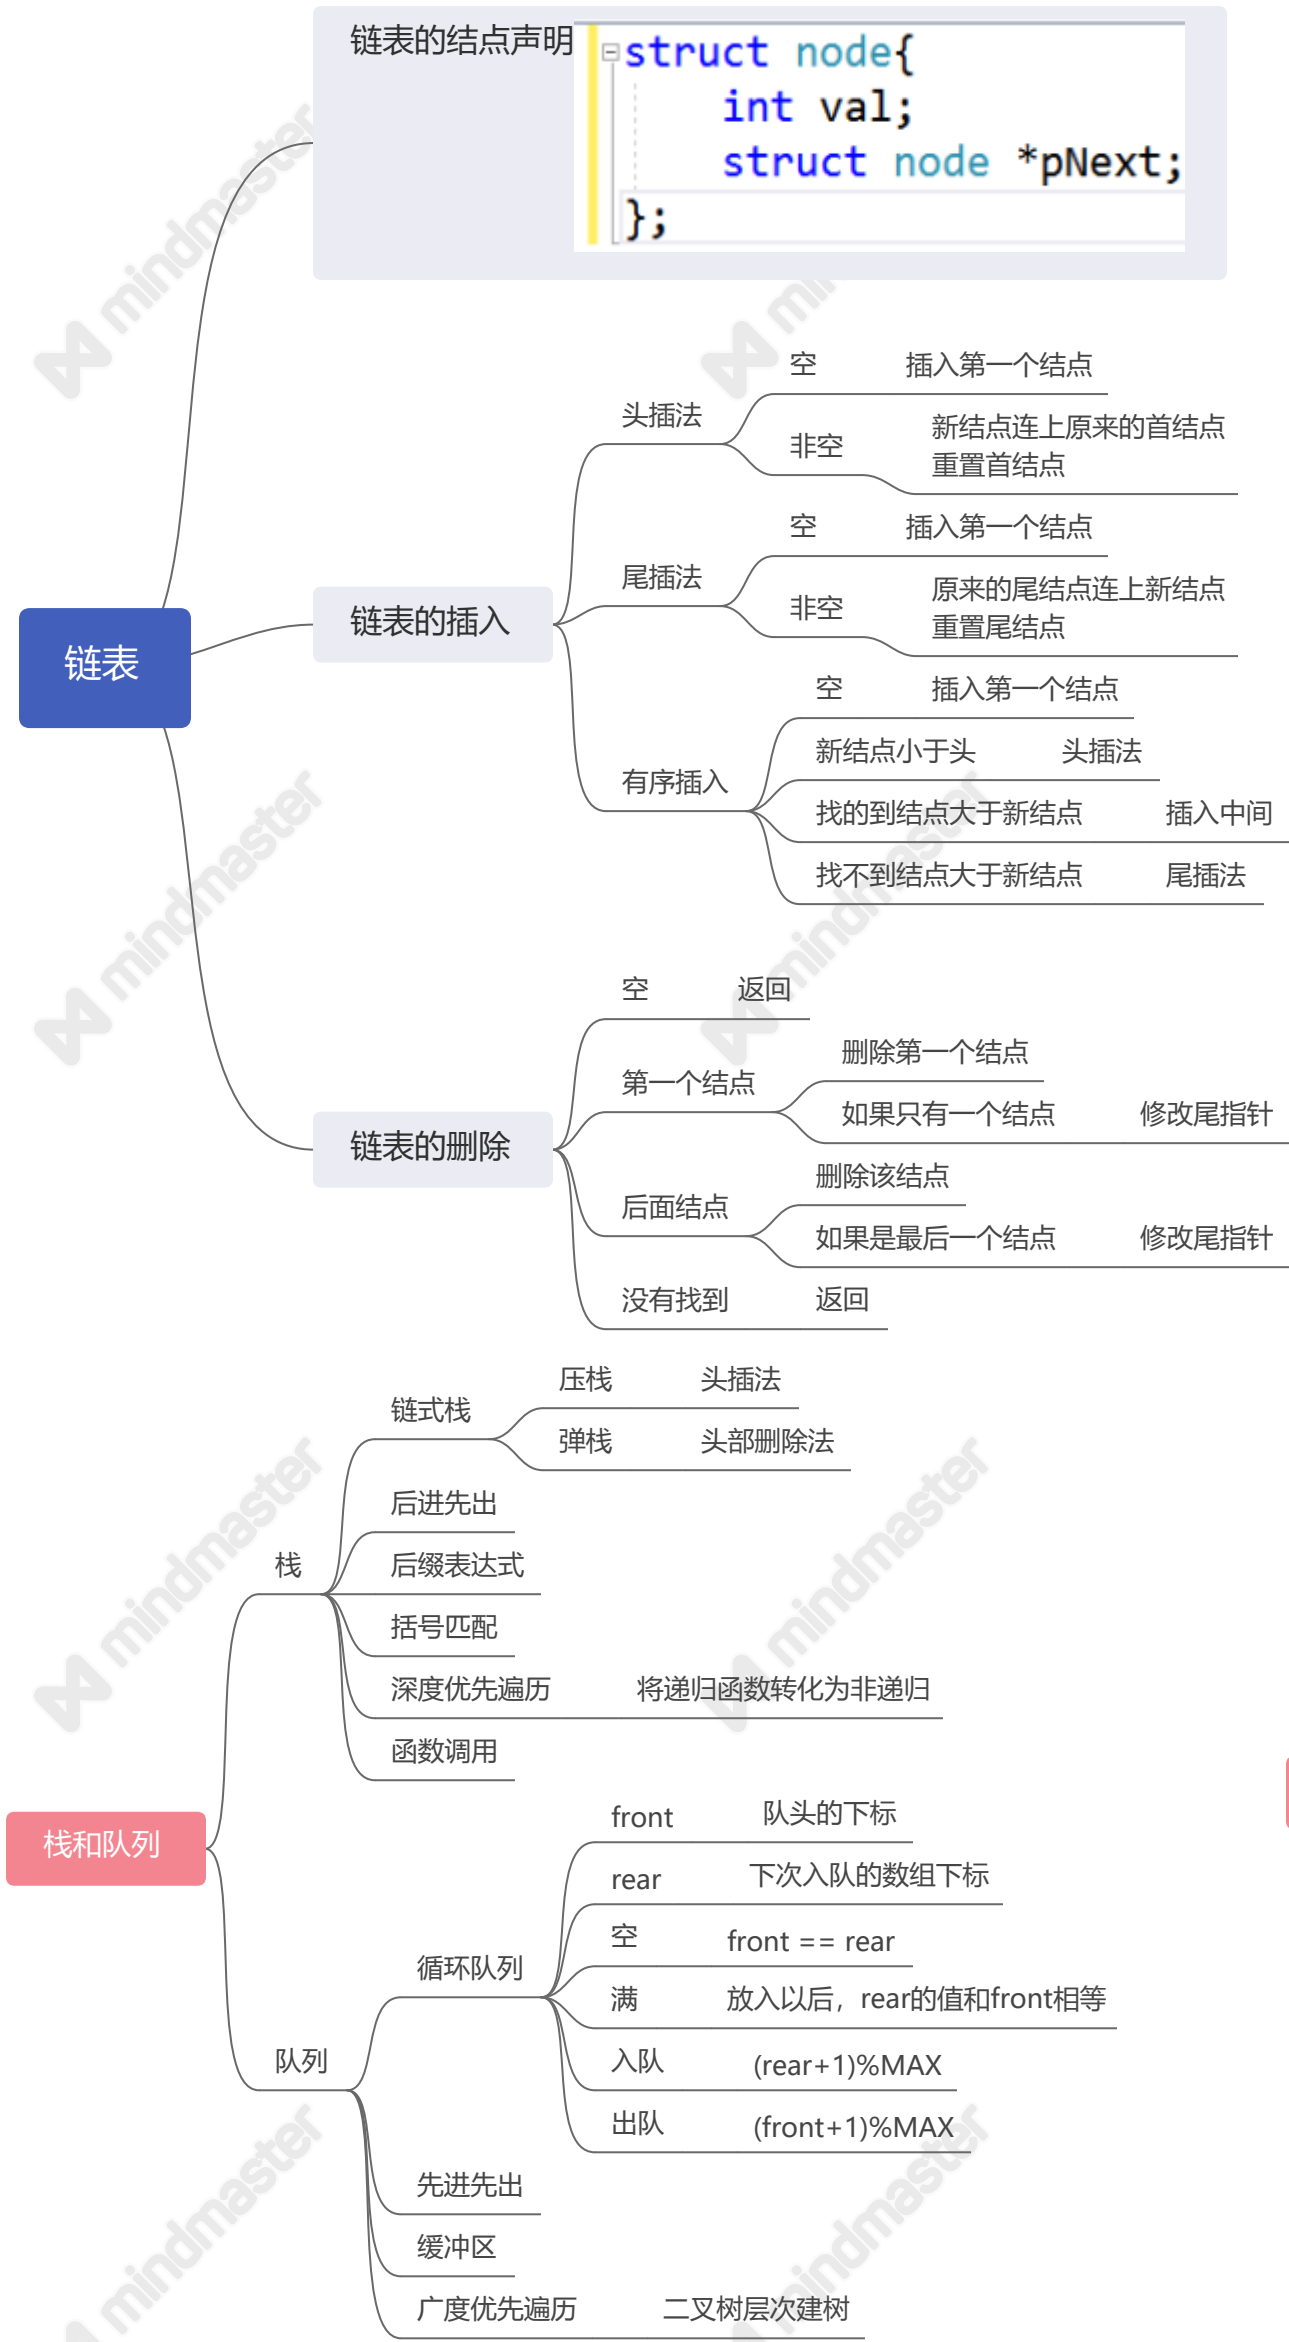 链表的结点声明
struct node{
int val;
struct node *pNext;
};
空 插入第一个结点
头插法
非空 新结点连上原来的首结点
重置首结点
空 插入第一个结点
尾插法
非空 原来的尾结点连上新结点
重置尾结点
链表的插入
链表
空 插入第一个结点
新结点小于头 头插法
有序插入
找的到结点大于新结点 插入中间
找不到结点大于新结点 尾插法
空 返回
删除第一个结点
第一个结点
如果只有一个结点 修改尾指针
链表的删除
删除该结点
后面结点
如果是最后一个结点 修改尾指针
没有找到 返回
压栈 头插法
链式栈
弹栈 头部删除法
后进先出
栈
后缀表达式
括号匹配
深度优先遍历 将递归函数转化为非递归
函数调用
栈和队列
front 队头的下标
rear 下次入队的数组下标
空 front == rear
循环队列
满 放入以后，rear的值和front相等
入队 (rear+1)%MAX
队列
出队 (front+1)%MAX
先进先出
缓冲区
广度优先遍历 二叉树层次建树
mindmaster
mindmaster
mindmaster
mindmaster
mindmaster
mindmaster
mindmaster